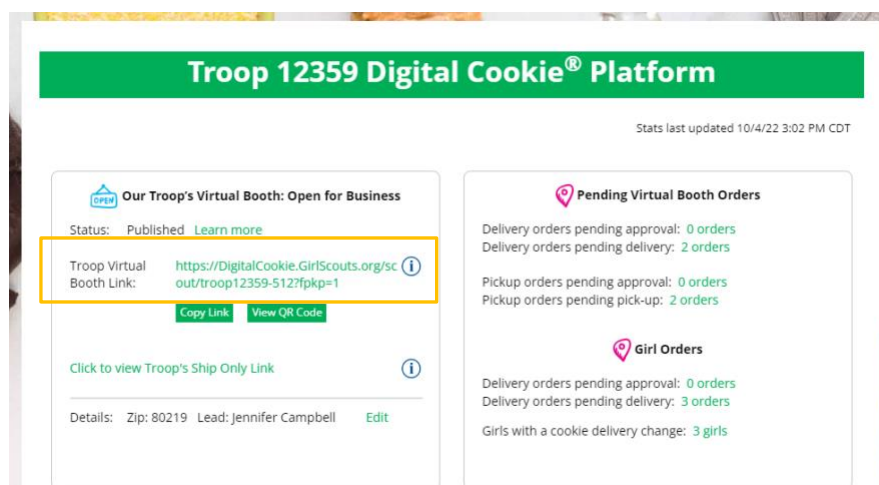 Troop 12359 Digital Cookie® Platform
Stats last updated 10/4/22 3:02 PM CDT
OPEN Our Troop's Virtual Booth: Open for Business
Status: Published Learn more
Troop Virtual https://DigitalCookie.GirlScouts.org/sc i
Booth Link: out/troop12359-512?fpkp=1
Copy Link View QR Code
Click to view Troop's Ship Only Link i
Details: Zip: 80219 Lead: Jennifer Campbell Edit
Pending Virtual Booth Orders
Delivery orders pending approval: 0 orders
Delivery orders pending delivery: 2 orders
Pickup orders pending approval: 0 orders
Pickup orders pending pick-up: 2 orders
Girl Orders
Delivery orders pending approval: 0 orders
Delivery orders pending delivery: 3 orders
Girls with a cookie delivery change: 3 girls